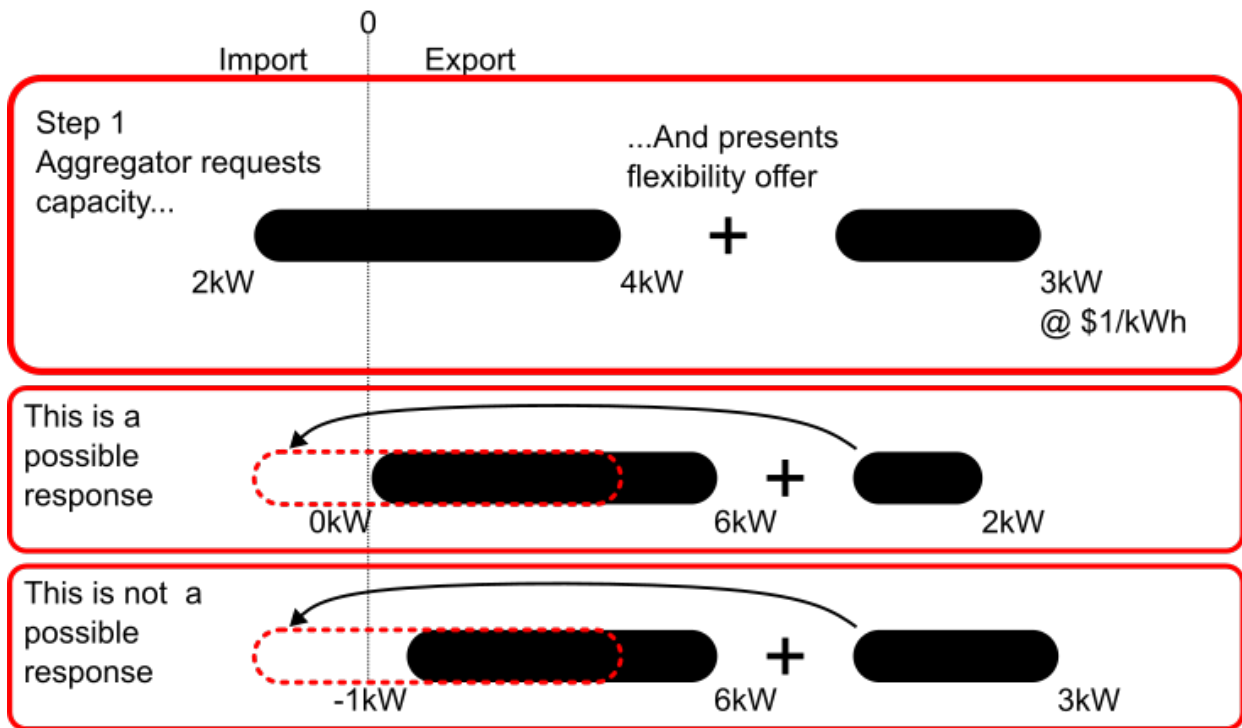 0
Import
Export
Step 1
Aggregator requests
capacity...
...And presents
flexibility offer
+
2kW
4kW
3kW
@ $1/kWh
This is a
possible
response
+
0kW
6kW
2kW
This is not  a
possible
response
+
-1kW
6kW
3kW